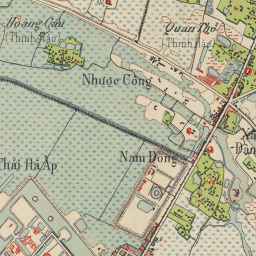 Hoàng Cầu
(Thịnh Hào)
Quan Thổ
(Thịnh Hào)
Nhược Công
Thái Hà Ấp
Nam Đồng